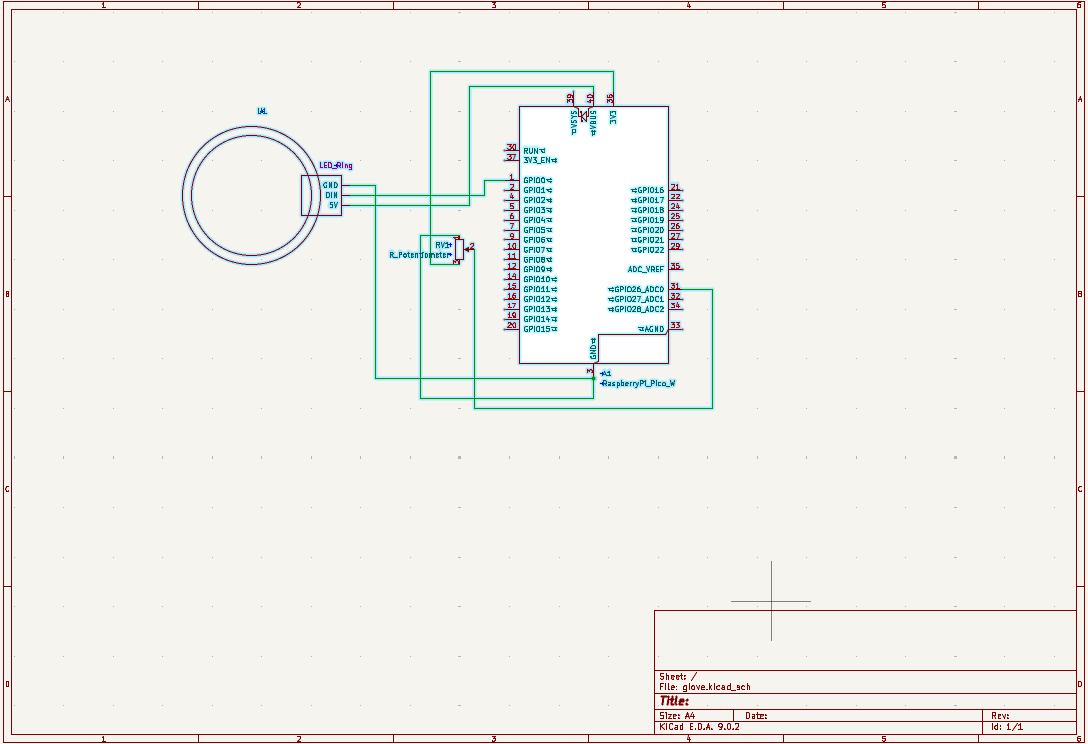 1 2 3 4 5 6
A A
39 40 36
VSYS VBUS 3V3
LED_Ring
30 RUN
37 3V3_EN
1 GPIO0
2 GPIO1 GPIO16 21
4 GPIO2 GPIO17 22
5 GPIO3 GPIO18 24
6 GPIO4 GPIO19 25
7 GPIO5 GPIO20 26
9 GPIO6 GPIO21 27
10 GPIO7 GPIO22 29
11 GPIO8
12 GPIO9 ADC_VREF 35
14 GPIO10
15 GPIO11 GPIO26_ADC0 31
16 GPIO12 GPIO27_ADC1 32
17 GPIO13 GPIO28_ADC2 34
19 GPIO14
20 GPIO15 AGND 33
GND
DIN
5V
RV1
R_Potentiometer
1
2
3
B B
GND
3
A1
RaspberryPi_Pico_W
C C
D D
Sheet: /
File: glove.kicad_sch
Title:
Size: A4 Date: Rev:
KiCad E.D.A. 9.0.2 Id: 1/1
1 2 3 4 5 6